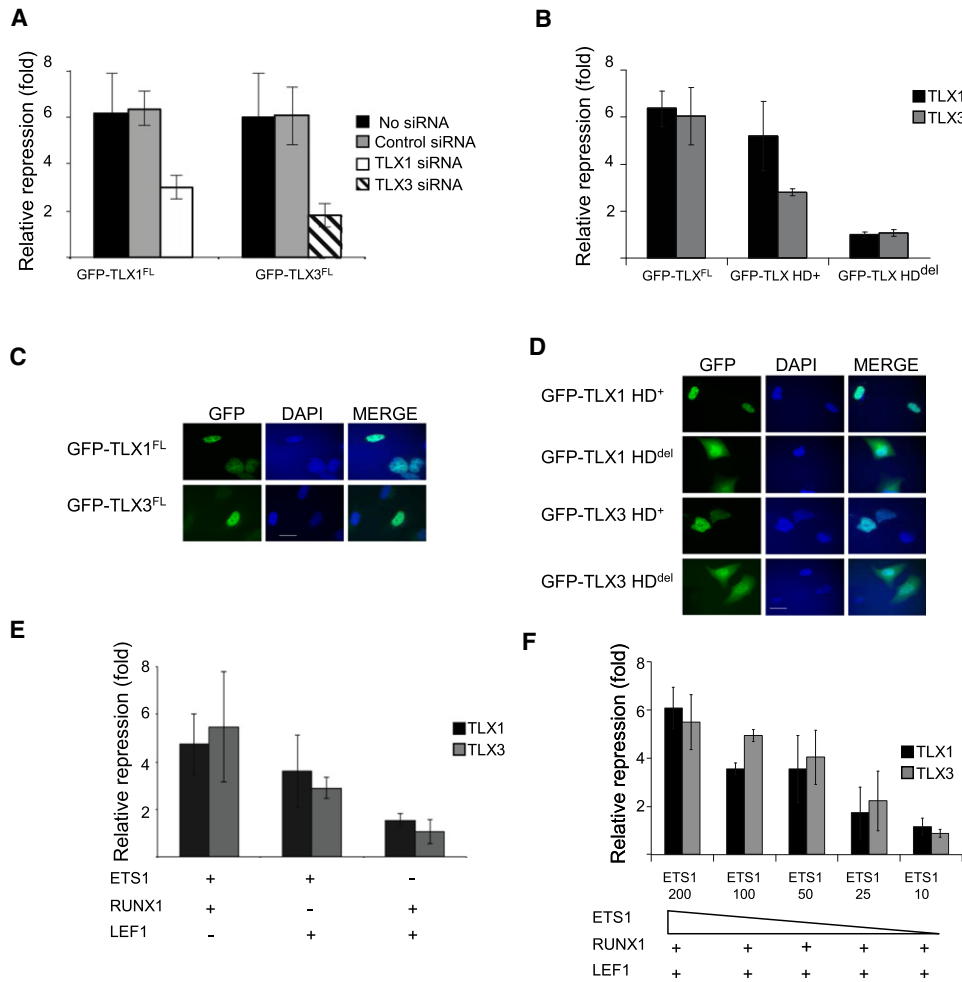 A
Relative repression (fold)
8
6
4
2
GFP-TLX1FL
GFP-TLX3FL
No siRNA
Control siRNA
TLX1 siRNA
TLX3 siRNA
B
Relative repression (fold)
8
6
4
2
GFP-TLXFL
GFP-TLX HD+
GFP-TLX HDdel
TLX1
TLX3
C
GFP DAPI MERGE
GFP-TLX1FL
GFP-TLX3FL
D
GFP DAPI MERGE
GFP-TLX1 HD+
GFP-TLX1 HDdel
GFP-TLX3 HD+
GFP-TLX3 HDdel
E
Relative repression (fold)
8
6
4
2
TLX1
TLX3
ETS1 + + -
RUNX1 + - +
LEF1 - + +
F
Relative repression (fold)
8
6
4
2
TLX1
TLX3
ETS1 ETS1 ETS1 ETS1 ETS1
200 100 50 25 10
ETS1
RUNX1 + + + + +
LEF1 + + + + +